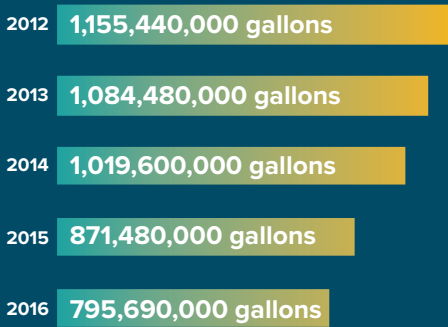 2012 1,155,440,000 gallons
2013 1,084,480,000 gallons
2014 1,019,600,000 gallons
2015 871,480,000 gallons
2016 795,690,000 gallons